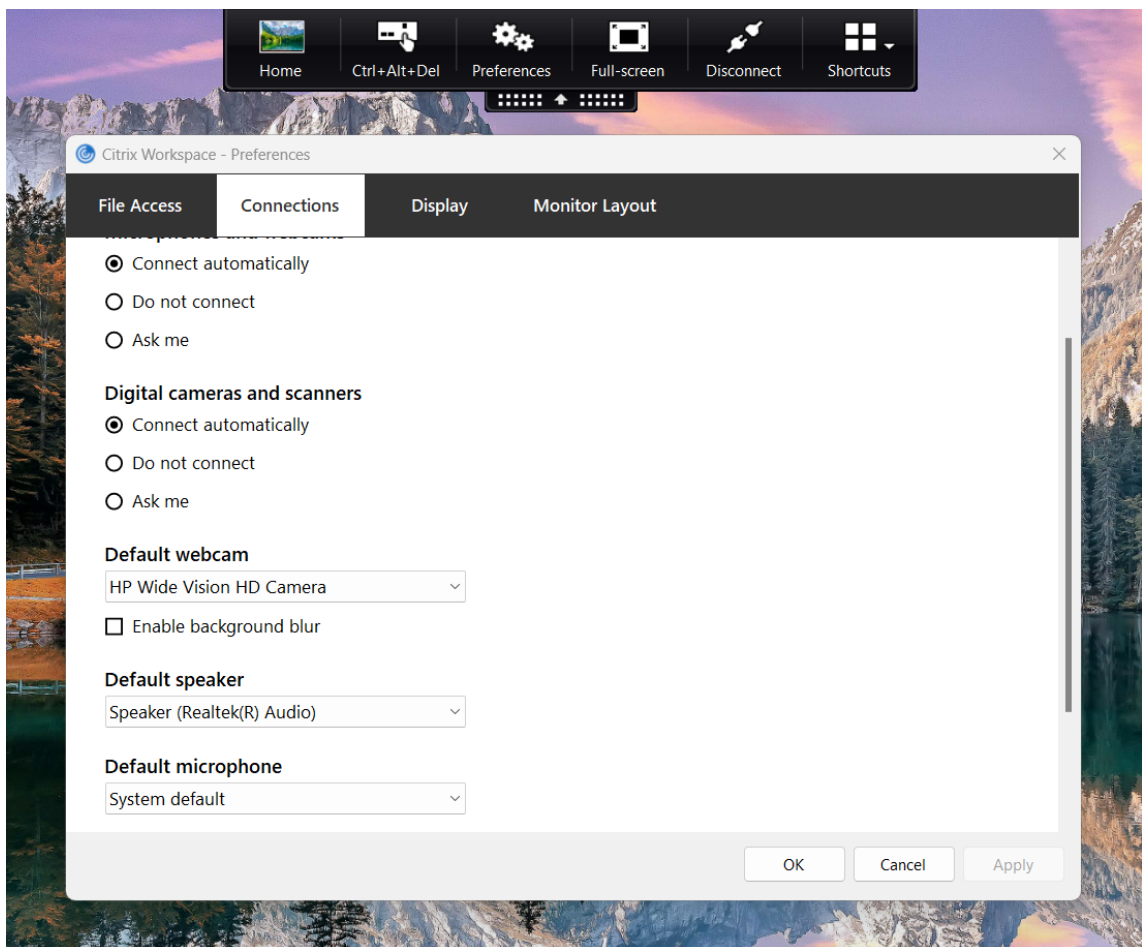 Home Ctrl+Alt+Del Preferences Full-screen Disconnect Shortcuts
Citrix Workspace - Preferences
File Access Connections Display Monitor Layout
Microphones and webcams
Connect automatically
Do not connect
Ask me
Digital cameras and scanners
Connect automatically
Do not connect
Ask me
Default webcam
HP Wide Vision HD Camera
Enable background blur
Default speaker
Speaker (Realtek(R) Audio)
Default microphone
System default
OK Cancel Apply